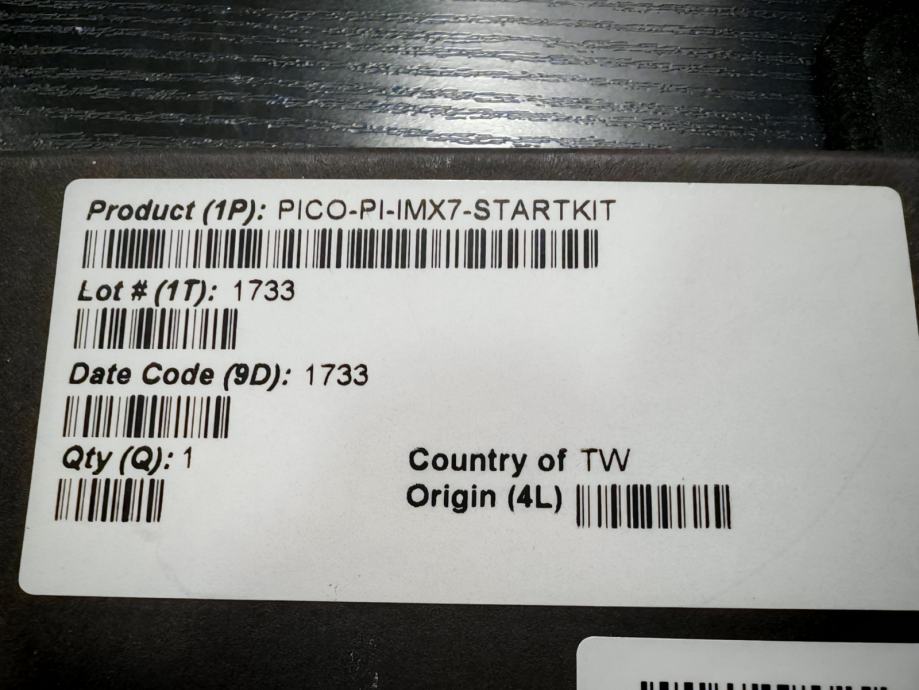 Product (1P): PICO-PI-IMX7-STARTKIT
Lot # (1T): 1733
Date Code (9D): 1733
Qty (Q): 1
Country of TW
Origin (4L)